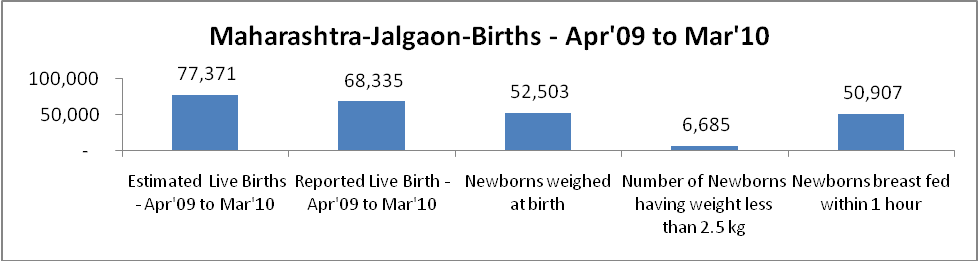 Maharashtra-Jalgaon-Births - Apr'09 to Mar'10
100,000
50,000
-
77,371
68,335
52,503
6,685
50,907
Estimated Live Births
- Apr'09 to Mar'10
Reported Live Birth -
Apr'09 to Mar'10
Newborns weighed
at birth
Number of Newborns
having weight less
than 2.5 kg
Newborns breast fed
within 1 hour